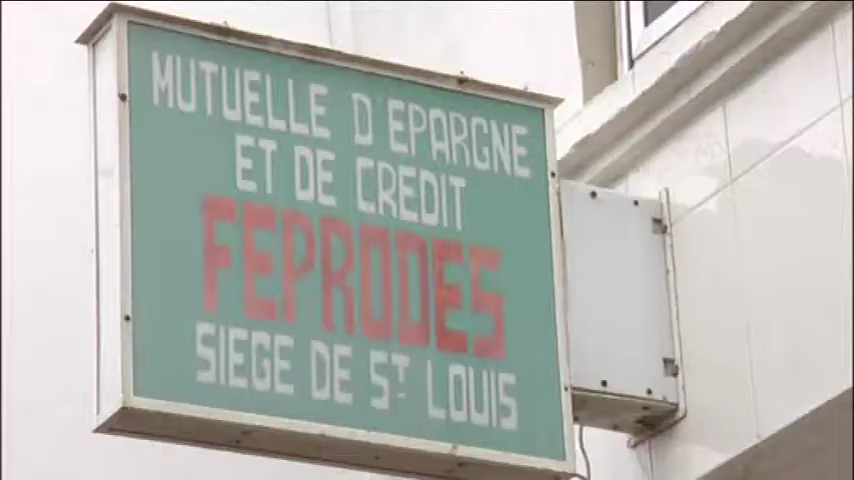 MUTUELLE D'EPARGNE
ET DE CREDIT
FEPRODES
SIEGE DE ST LOUIS